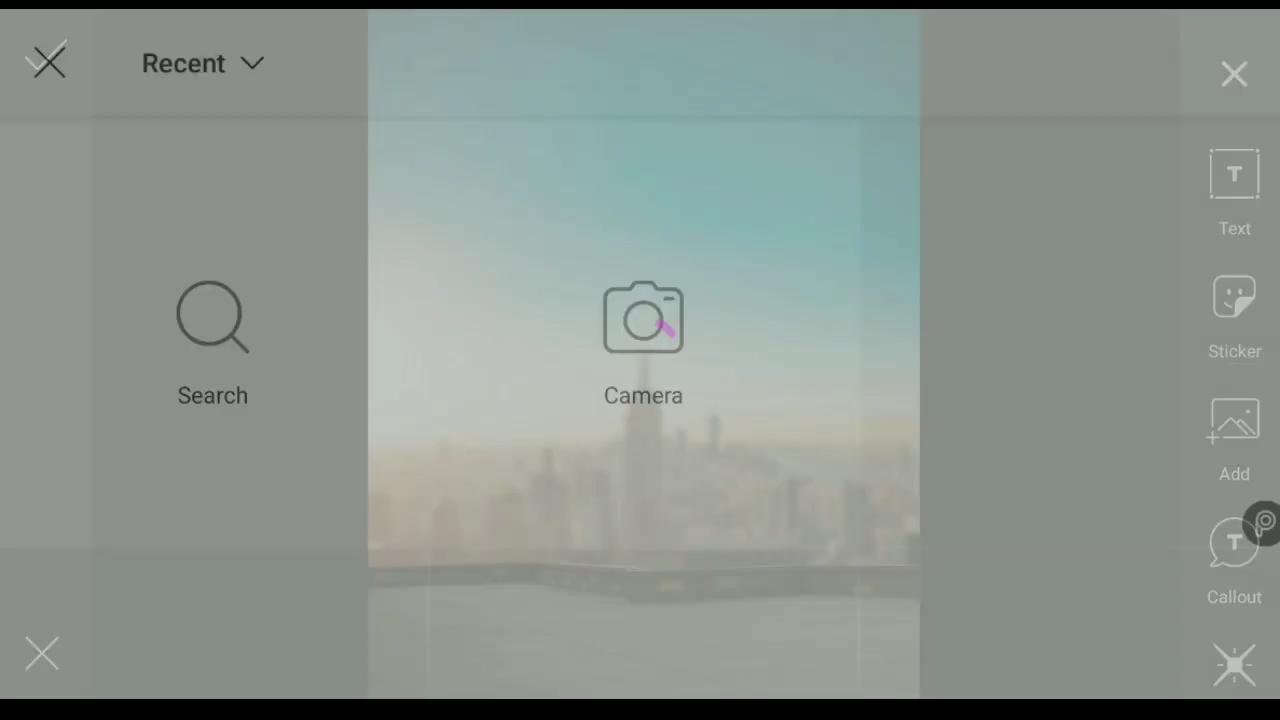 Recent
T
Text
Search
Camera
Sticker
Add
T
Callout